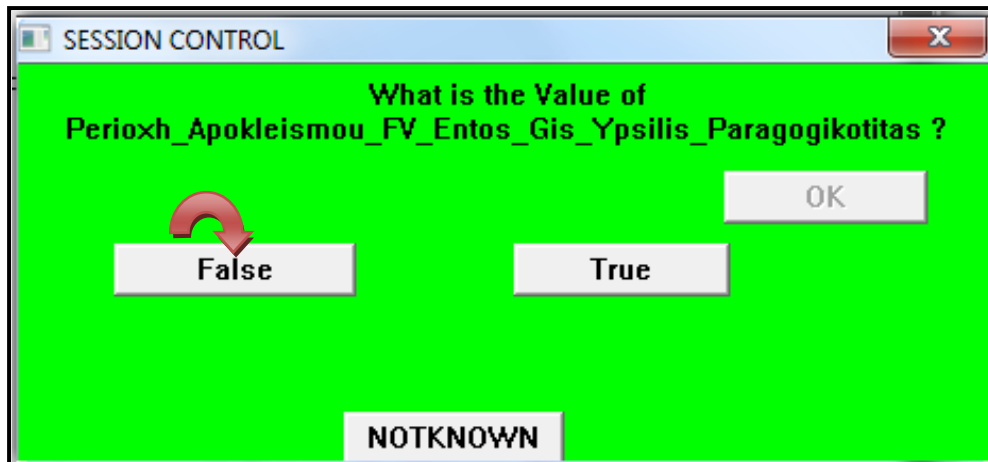 SESSION CONTROL
What is the Value of
Perioxh_Apokleismou_FV_Entos_Gis_Ypsilis_Paragogikotitas ?
OK
False
True
NOTKNOWN